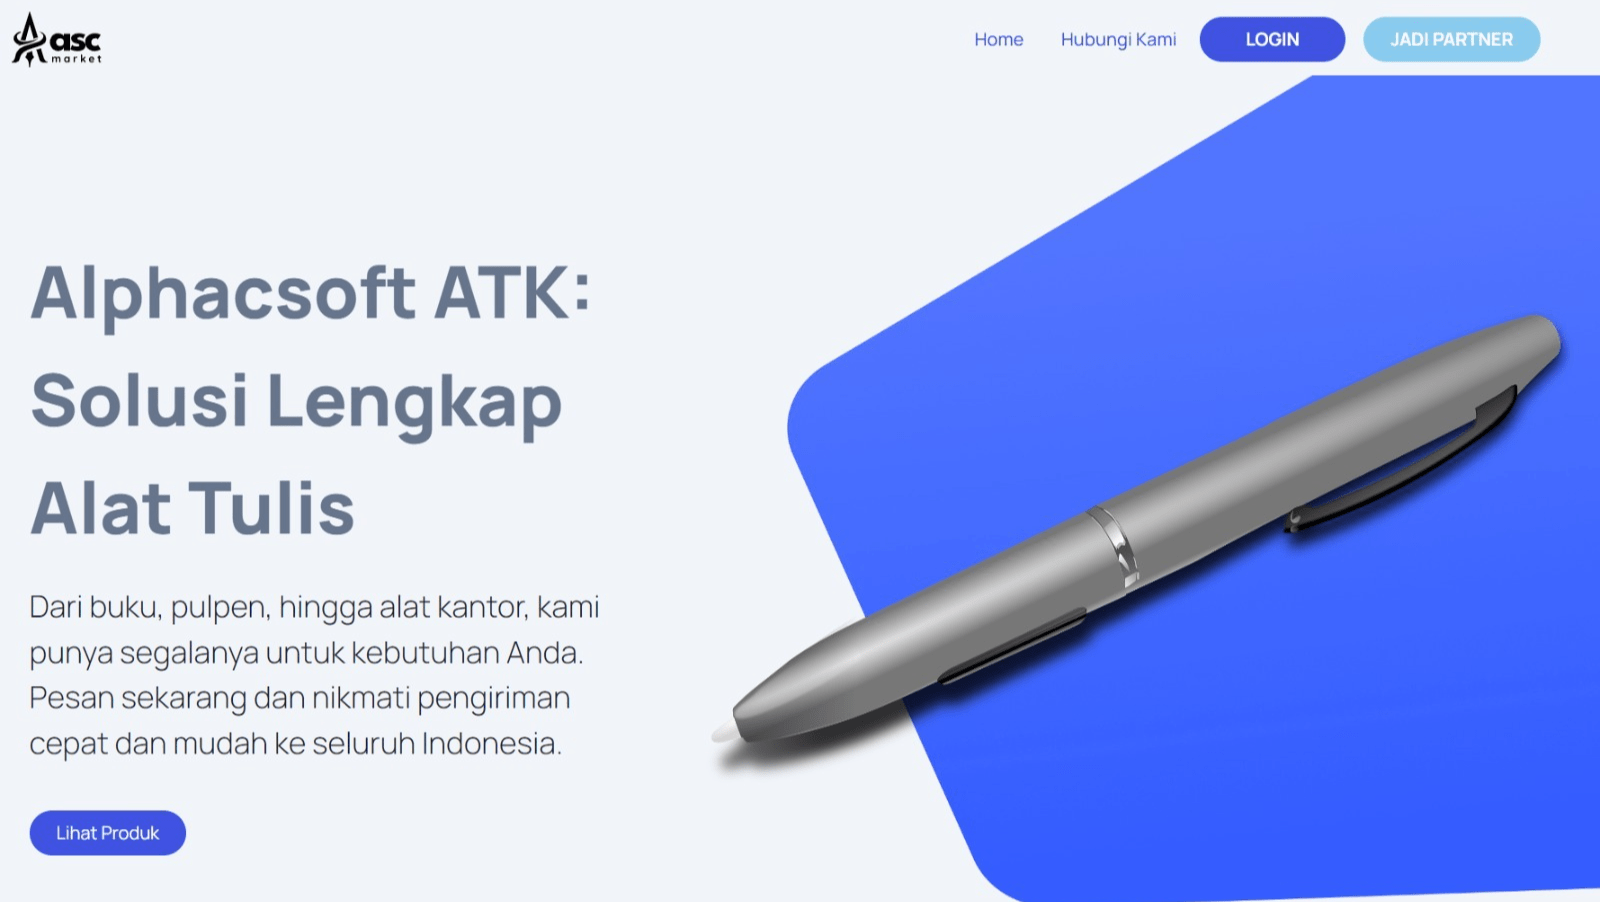 asc
market
Home
Hubungi Kami
LOGIN
JADI PARTNER
Alphacsoft ATK:
Solusi Lengkap
Alat Tulis
Dari buku, pulpen, hingga alat kantor, kami
punya segalanya untuk kebutuhan Anda.
Pesan sekarang dan nikmati pengiriman
cepat dan mudah ke seluruh Indonesia.
Lihat Produk